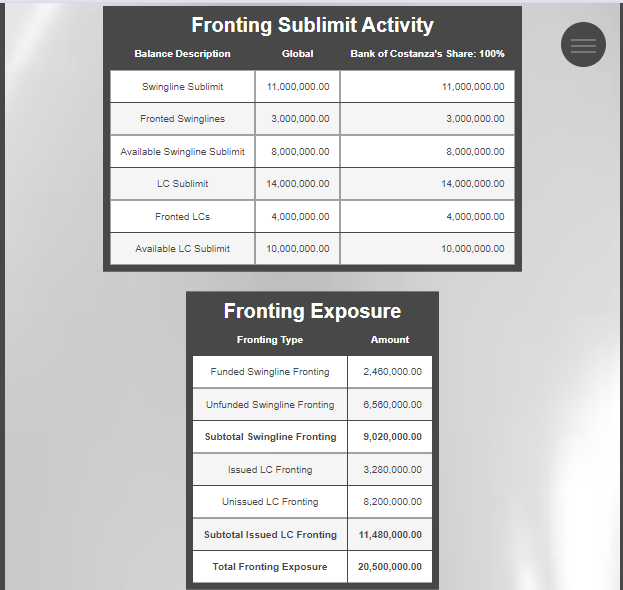 Fronting Sublimit Activity
Balance Description Global Bank of Costanza's Share: 100%
Swingline Sublimit 11,000,000.00 11,000,000.00
Fronted Swinglines 3,000,000.00 3,000,000.00
Available Swingline Sublimit 8,000,000.00 8,000,000.00
LC Sublimit 14,000,000.00 14,000,000.00
Fronted LCs 4,000,000.00 4,000,000.00
Available LC Sublimit 10,000,000.00 10,000,000.00
Fronting Exposure
Fronting Type Amount
Funded Swingline Fronting 2,460,000.00
Unfunded Swingline Fronting 6,560,000.00
Subtotal Swingline Fronting 9,020,000.00
Issued LC Fronting 3,280,000.00
Unissued LC Fronting 8,200,000.00
Subtotal Issued LC Fronting 11,480,000.00
Total Fronting Exposure 20,500,000.00